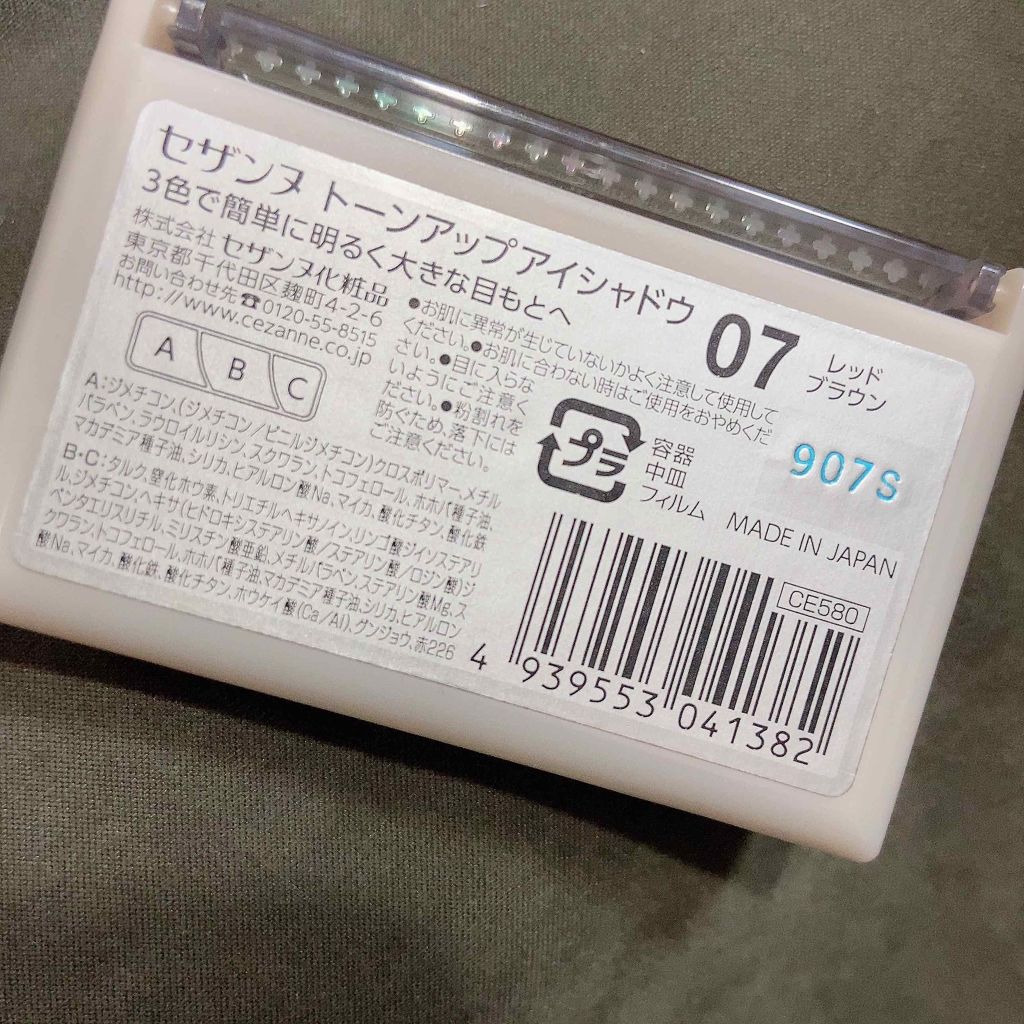 セザンヌ トーンアップアイシャドウ
3色で簡単に明るく大きな目もとへ
07 レッド
ブラウン
株式会社 セザンヌ化粧品
東京都千代田区麹町4-2-6
お問い合わせ先☎0120-55-8515
http://www.cezanne.co.jp
A B C
●お肌に異常が生じていないかよく注意して使用して
ください。●お肌に合わない時はご使用をおやめくだ
さい。●目に入らな
いようにご注意く
ださい。●粉割れを
防ぐため、落下には
ご注意ください。
A:ジメチコン、(ジメチコン/ビニルジメチコン)クロスポリマー、メチル
パラベン、ラウロイルリシン、スクワラン、トコフェロール、ホホバ種子油、
マカデミア種子油、シリカ、ヒアルロン酸Na、マイカ、酸化チタン、酸化鉄
B・C:タルク、窒化ホウ素、トリエチルヘキサノイン、リンゴ酸ジイソステアリ
ル、ジメチコン、ヘキサ(ヒドロキシステアリン酸/ステアリン酸/ロジン酸)ジ
ペンタエリスリチル、ミリスチン酸亜鉛、メチルパラベン、ステアリン酸Mg、ス
クワラン、トコフェロール、ホホバ種子油、マカデミア種子油、シリカ、ヒアルロン
酸Na、マイカ、酸化鉄、酸化チタン、ホウケイ酸(Ca/Al)、グンジョウ、赤226
プラ
容器
中皿
フィルム
907S
MADE IN JAPAN
CE580
4 939553 041382